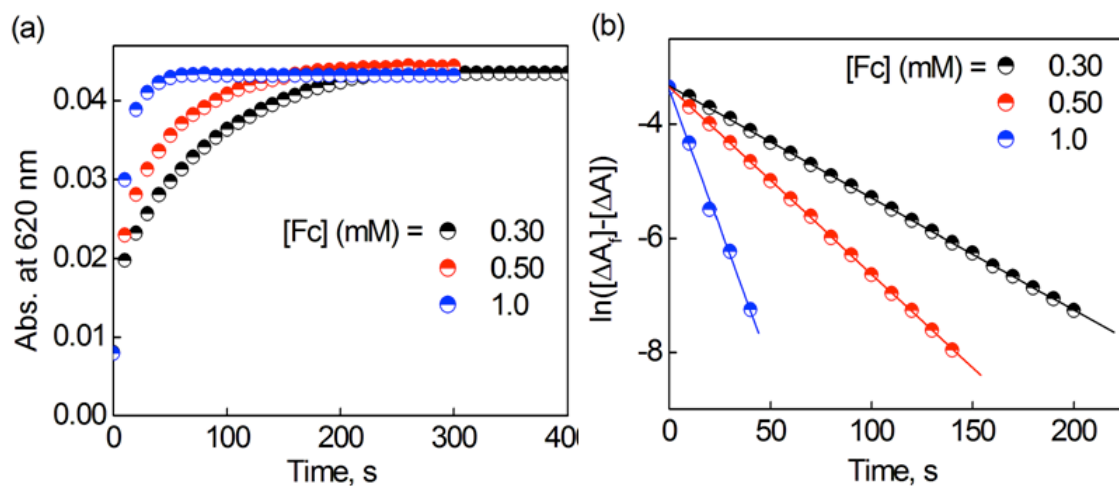 (a)
Abs. at 620 nm
0.04
0.03
0.02
0.01
0.00
0 100 200 300 400
Time, s
[Fc] (mM) = 0.30
0.50
1.0
(b)
ln([ΔA_f]-[ΔA])
-4
-6
-8
0 50 100 150 200
Time, s
[Fc] (mM) = 0.30
0.50
1.0